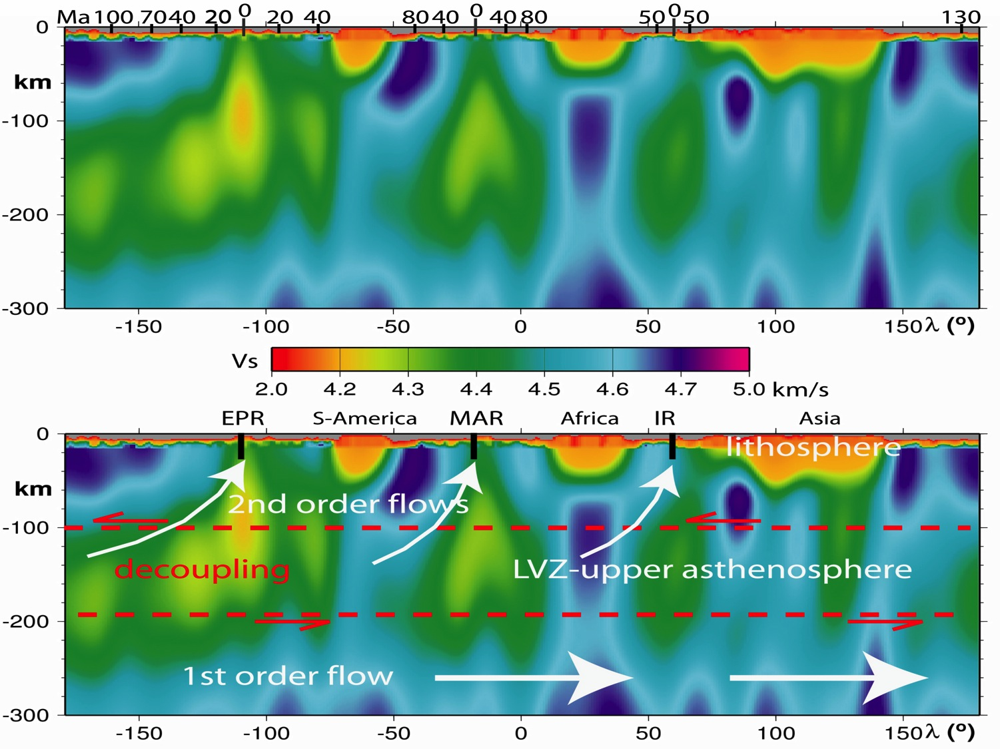 Ma 100 70 40 20 0 20 40 80 40 0 40 80 50 0 50 130
0
km
-100
-200
-300
-150 -100 -50 0 50 100 150 λ (º)
Vs
2.0 4.2 4.3 4.4 4.5 4.6 4.7 5.0 km/s
EPR S-America MAR Africa IR Asia
0
lithosphere
km
2nd order flows
-100
decoupling
LVZ-upper asthenosphere
-200
1st order flow
-300
-150 -100 -50 0 50 100 150 λ (º)